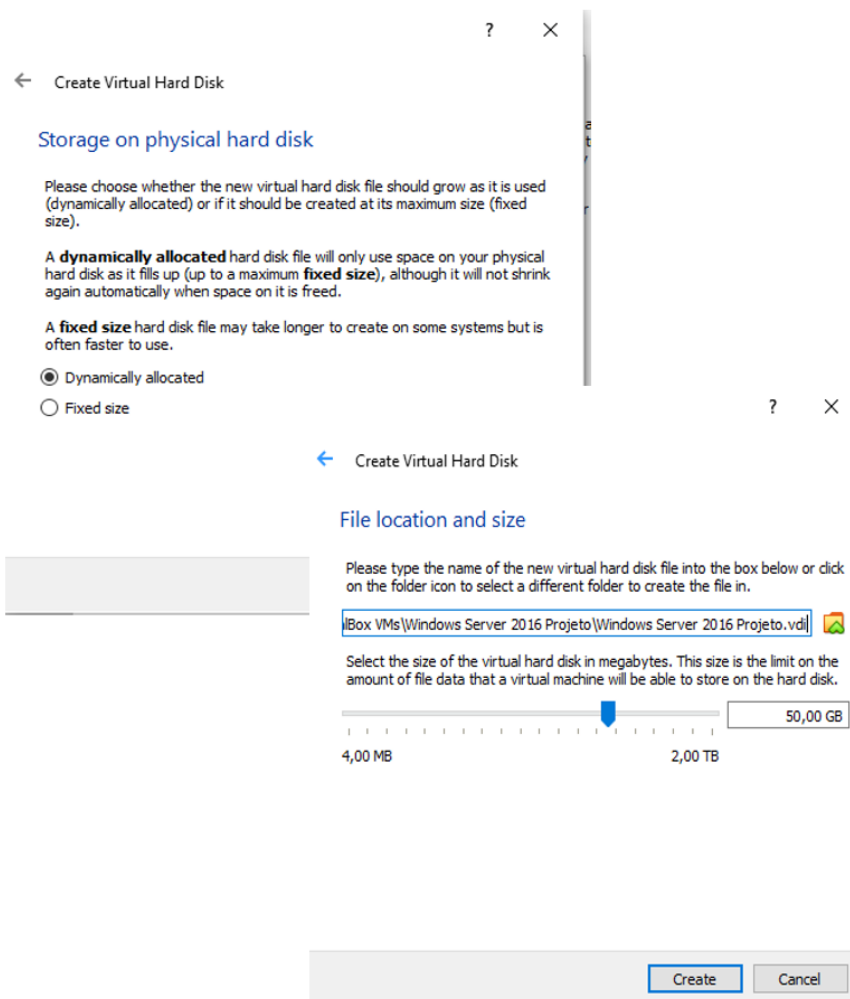 ?
Create Virtual Hard Disk
Storage on physical hard disk
Please choose whether the new virtual hard disk file should grow as it is used
(dynamically allocated) or if it should be created at its maximum size (fixed
size).
A dynamically allocated hard disk file will only use space on your physical
hard disk as it fills up (up to a maximum fixed size), although it will not shrink
again automatically when space on it is freed.
A fixed size hard disk file may take longer to create on some systems but is
often faster to use.
Dynamically allocated
Fixed size
?
Create Virtual Hard Disk
File location and size
Please type the name of the new virtual hard disk file into the box below or click
on the folder icon to select a different folder to create the file in.
lBox VMs\Windows Server 2016 Projeto\Windows Server 2016 Projeto.vdi
Select the size of the virtual hard disk in megabytes. This size is the limit on the
amount of file data that a virtual machine will be able to store on the hard disk.
50,00 GB
4,00 MB 2,00 TB
Create Cancel